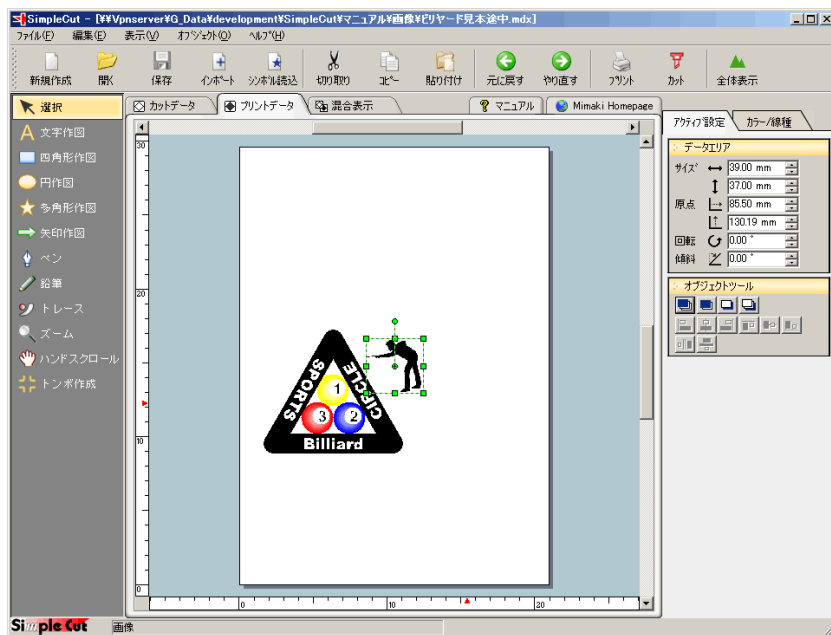 SimpleCut - [¥¥Vpnserver¥G_Data¥development¥SimpleCut¥マニュアル¥画像¥ビリヤード見本途中.mdx]
ファイル(F) 編集(E) 表示(V) オブジェクト(O) ヘルプ(H)
新規作成 開く 保存 インポート シンボル読込 切り取り コピー 貼り付け 元に戻す やり直す プリント カット 全体表示
選択
カットデータ プリントデータ 混合表示 マニュアル Mimaki Homepage
文字作図
四角形作図
円作図
多角形作図
矢印作図
ペン
鉛筆
トレース
ズーム
ハンドスクロール
トンボ作成
30
20
10
0
SPORTS
CIRCLE
1
3 2
Billiard
0 10 20
アクティブ設定 カラー/線種
データエリア
サイズ 39.00 mm
37.00 mm
原点 85.50 mm
130.19 mm
回転 0.00 °
傾斜 0.00 °
オブジェクトツール
Simple Cut 画像